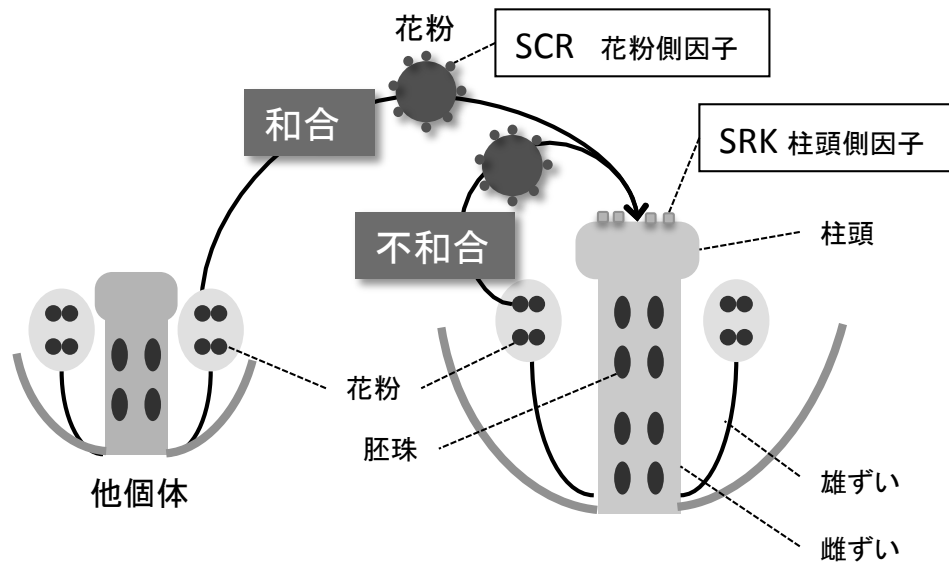 花粉
SCR 花粉側因子
和合
SRK 柱頭側因子
不和合
柱頭
花粉
胚珠
他個体
雄ずい
雌ずい